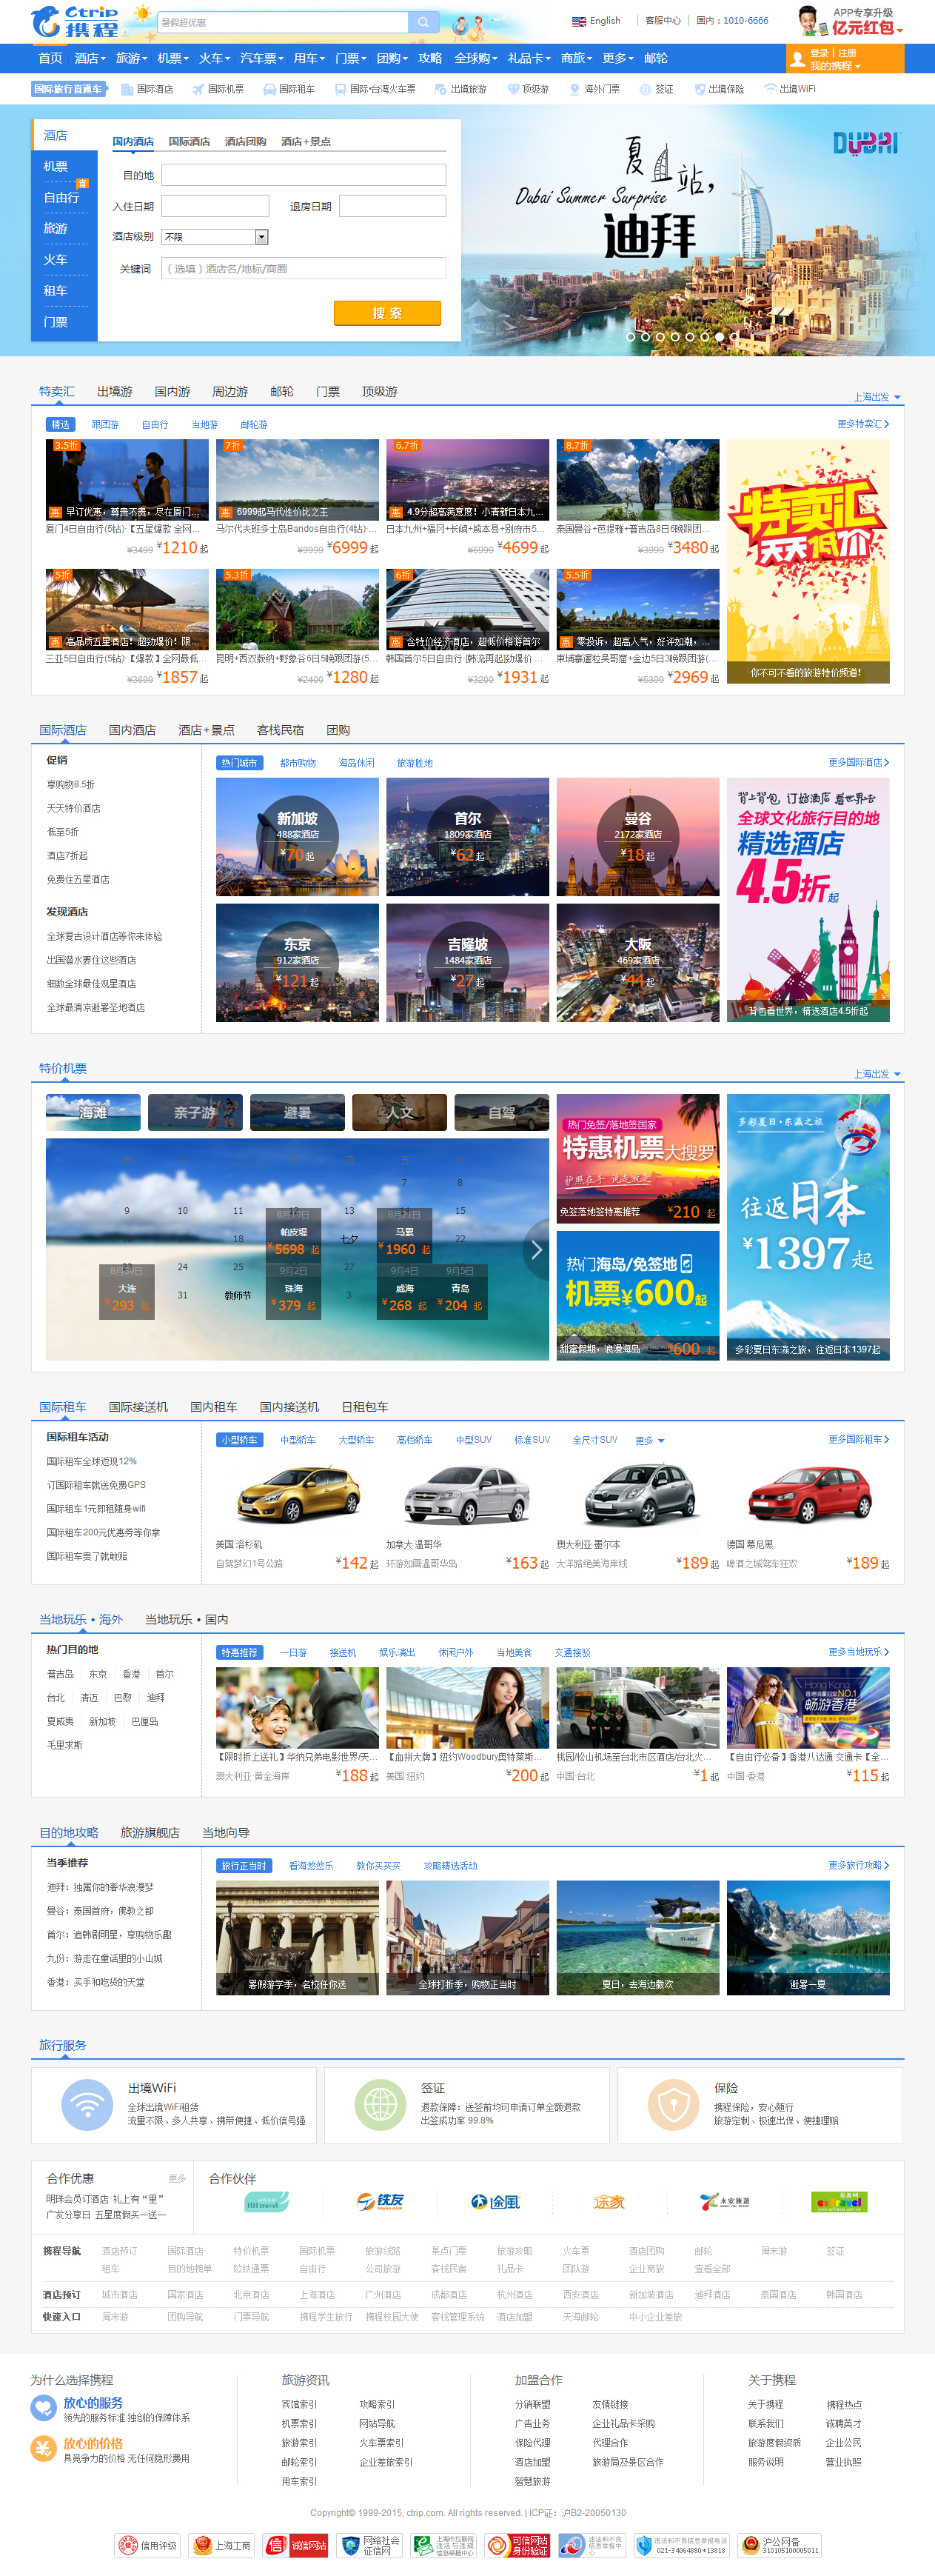 Ctrip 携程
暑假超优惠
English
客服中心
国内：1010-6666
APP专享升级
亿元红包
首页 酒店 旅游 机票 火车 汽车票 用车 门票 团购 攻略 全球购 礼品卡 商旅 更多 邮轮
登录 | 注册
我的携程
国际旅行直通车 国际酒店 国际机票 国际租车 国际•台湾火车票 出境旅游 顶级游 海外门票 签证 出境保险 出境WiFi
酒店
机票
自由行
旅游
火车
租车
门票
国内酒店 国际酒店 酒店团购 酒店+景点
目的地
入住日期 退房日期
酒店级别 不限
关键词 （选填）酒店名/地标/商圈
搜 索
DUBAI
夏 站，
Dubai Summer Surprise
迪拜
特卖汇 出境游 国内游 周边游 邮轮 门票 顶级游
上海出发
精选 跟团游 自由行 当地游 邮轮游
更多特卖汇
3.5折
惠 早订优惠，尊贵不贵，尽在厦门...
厦门4日自由行(5钻)·【五星爆款 全网...
¥3499 ¥1210起
7折
惠 6999起马代性价比之王
马尔代夫班多士岛Bandos自由行(4钻)·...
¥9999 ¥6999起
6.7折
惠 4.9分超高满意度！小清新日本九...
日本九州+福冈+长崎+熊本县+别府市5...
¥6999 ¥4699起
8.7折
泰国曼谷+芭提雅+普吉岛8日6晚跟团...
¥3999 ¥3480起
5折
惠 高品质五星酒店！超劲爆价！限...
三亚5日自由行(5钻)·【爆款】全网最低...
¥3699 ¥1857起
5.3折
昆明+西双版纳+野象谷6日5晚跟团游(5...
¥2400 ¥1280起
6折
惠 含特价经济酒店，超低价格游首尔
韩国首尔5日自由行·[韩流再起]劲爆价 ...
¥3200 ¥1931起
5.5折
惠 零投诉，超高人气，好评如潮，...
柬埔寨暹粒吴哥窟+金边5日3晚跟团游(...
¥5399 ¥2969起
特卖汇
天天低价
你不可不看的旅游特价频道！
国际酒店 国内酒店 酒店+景点 客栈民宿 团购
促销
享购物8.5折
天天特价酒店
低至5折
酒店7折起
免费住五星酒店
发现酒店
全球复古设计酒店等你来体验
出国潜水要住这些酒店
细数全球最佳观星酒店
全球最清凉避暑圣地酒店
热门城市 都市购物 海岛休闲 旅游胜地
更多国际酒店
新加坡
488家酒店
¥70起
首尔
1809家酒店
¥62起
曼谷
2172家酒店
¥18起
东京
912家酒店
¥121起
吉隆坡
1484家酒店
¥27起
大阪
469家酒店
¥44起
背上背包，订好酒店 看世界去
全球文化旅行目的地
精选酒店
4.5折起
背包看世界，精选酒店4.5折起
特价机票
上海出发
海滩 亲子游 避暑 人文 自驾
7 8
9 10 11 8月19日 13 8月21日 15
18 帕皮堤 七夕 马累 22
¥5698起 ¥1960起
8月30日 24 25 9月2日 27 9月4日 9月5日
大连 31 教师节 珠海 3 威海 青岛
¥293起 ¥379起 ¥268起 ¥204起
热门免签/落地签国家
特惠机票大搜罗
护照在手 说走就走
免签落地签特惠推荐 ¥210起
热门海岛/免签地
机票¥600起
甜蜜假期，浪漫海岛 ¥600起
多彩夏日·东瀛之旅
往返日本
¥1397起
多彩夏日东瀛之旅，往返日本1397起
国际租车 国际接送机 国内租车 国内接送机 日租包车
国际租车活动
国际租车全球返现12%
订国际租车就送免费GPS
国际租车1元即租随身wifi
国际租车200元优惠券等你拿
国际租车贵了就敢赔
小型轿车 中型轿车 大型轿车 高档轿车 中型SUV 标准SUV 全尺寸SUV 更多
更多国际租车
美国 洛杉矶
自驾梦幻1号公路 ¥142起
加拿大 温哥华
环游如画温哥华岛 ¥163起
澳大利亚 墨尔本
大洋路绝美海岸线 ¥189起
德国 慕尼黑
啤酒之城驾车狂欢 ¥189起
当地玩乐•海外 当地玩乐•国内
热门目的地
普吉岛 东京 香港 首尔
台北 清迈 巴黎 迪拜
夏威夷 新加坡 巴厘岛
毛里求斯
特惠推荐 一日游 接送机 娱乐演出 休闲户外 当地美食 交通接驳
更多当地玩乐
【限时折上送礼】华纳兄弟电影世界/天...
澳大利亚·黄金海岸 ¥188起
【血拼大牌】纽约Woodbury奥特莱斯...
美国·纽约 ¥200起
桃园/松山机场至台北市区酒店/台北火...
中国·台北 ¥1起
Hong Kong
NO.1
畅游香港
【自由行必备】香港八达通 交通卡【全...
中国·香港 ¥115起
目的地攻略 旅游旗舰店 当地向导
当季推荐
迪拜：独属你的奢华浪漫梦
曼谷：泰国首府，佛教之都
首尔：追韩剧明星，享购物乐趣
九份：游走在童话里的小山城
香港：买手和吃货的天堂
旅行正当时 看海悠悠乐 教你买买买 攻略精选活动
更多旅行攻略
暑假游学季，名校任你选
全球打折季，购物正当时
夏日，去海边撒欢
避暑一夏
旅行服务
出境WiFi
全球出境WiFi租赁
流量不限、多人共享、携带便捷、低价信号强
签证
退款保障：送签前均可申请订单全额退款
出签成功率 99.8%
保险
携程保险，安心随行
旅游定制、极速出保、便捷理赔
合作优惠 更多
明珠会员订酒店 礼上有“里”
广发分享日 五星度假买一送一
合作伙伴
HHtravel
铁友
途風
途家
永安旅遊
ezTravel
携程导航 酒店预订 国际酒店 特价机票 国际机票 旅游线路 景点门票 旅游攻略 火车票 酒店团购 邮轮 周末游 签证
租车 目的地榜单 欧铁通票 自由行 公司旅游 客栈民宿 礼品卡 团队游 企业商旅 查看全部
酒店预订 城市酒店 国家酒店 北京酒店 上海酒店 广州酒店 成都酒店 杭州酒店 西安酒店 新加坡酒店 迪拜酒店 泰国酒店 韩国酒店
快速入口 周末游 团购导航 门票导航 携程学生旅行 携程校园大使 客栈管理系统 酒店加盟 天海邮轮 中小企业差旅
为什么选择携程
放心的服务
领先的服务标准 独创的保障体系
放心的价格
具竞争力的价格 无任何隐形费用
旅游资讯
宾馆索引 攻略索引
机票索引 网站导航
旅游索引 火车票索引
邮轮索引 企业差旅索引
用车索引
加盟合作
分销联盟 友情链接
广告业务 企业礼品卡采购
保险代理 代理合作
酒店加盟 旅游局及景区合作
智慧旅游
关于携程
关于携程 携程热点
联系我们 诚聘英才
旅游度假资质 企业公民
服务说明 营业执照
Copyright© 1999-2015, ctrip.com. All rights reserved. | ICP证：沪B2-20050130
信用评级
上海工商
诚信网站
网络社会
征信网
上海市互联网
违法与违规
信息举报中心
可信网站
身份验证
违法和不良
信息举报中心
违法和不良信息举报电话
021-34064880*13818
沪公网备
310105100005011